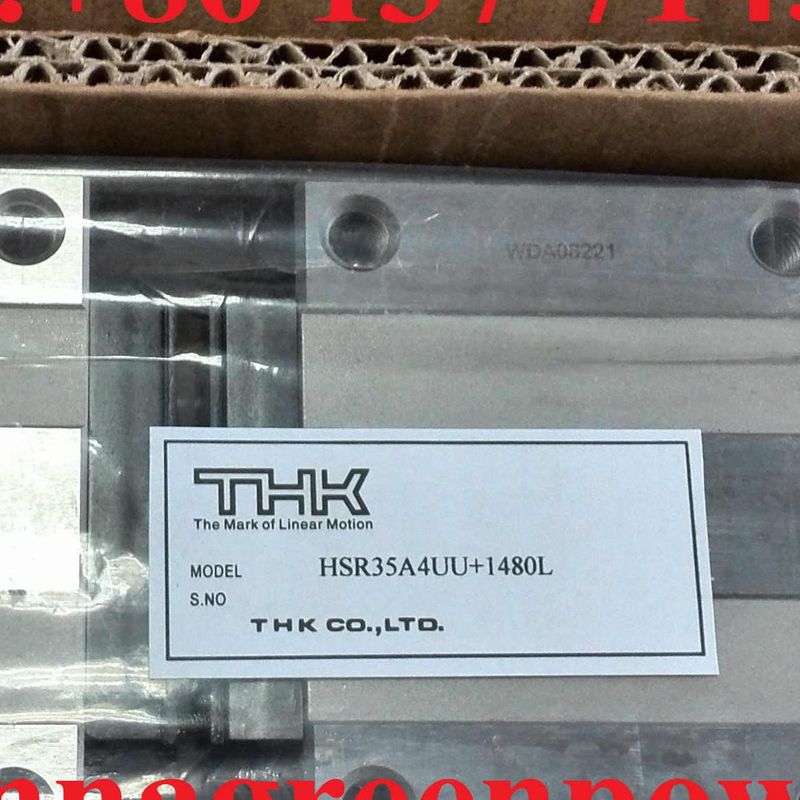 WDA08221
THK
The Mark of Linear Motion
MODEL HSR35A4UU+1480L
S.NO
THK CO.,LTD.